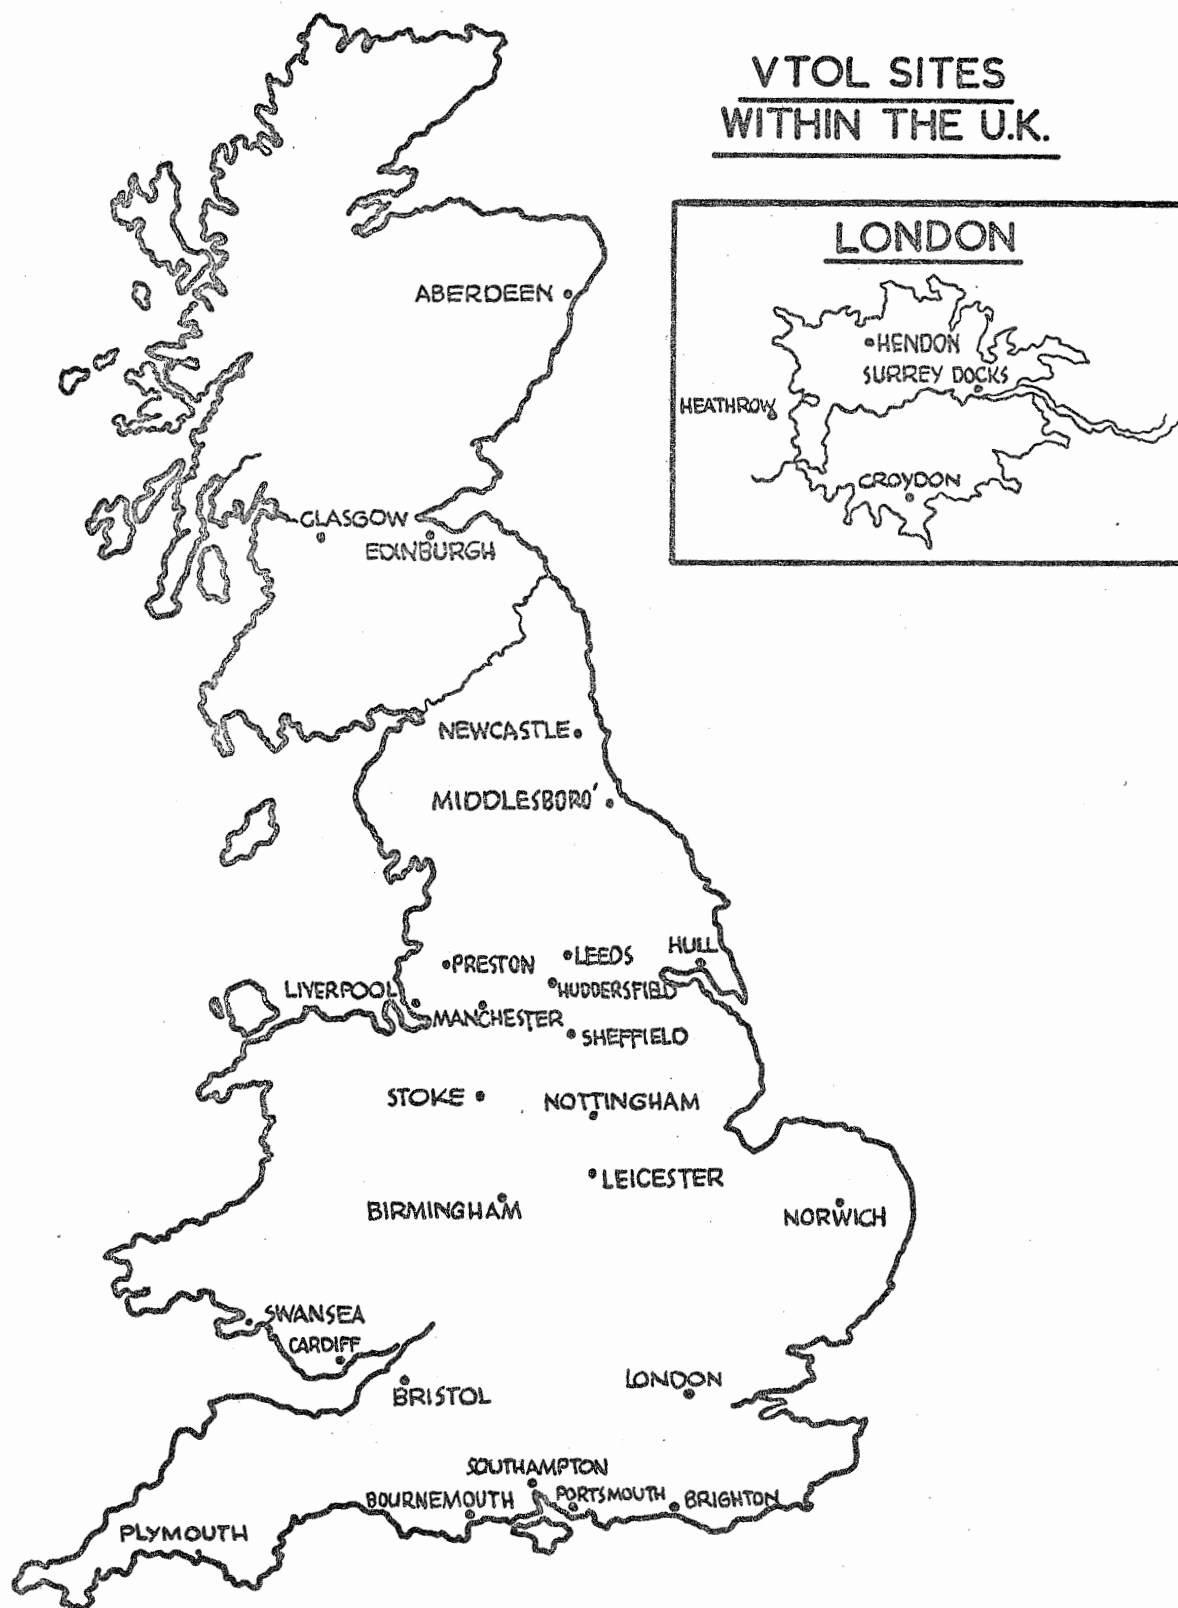 VTOL SITES
WITHIN THE U.K.
LONDON
HENDON
SURREY DOCKS
HEATHROW
CROYDON
ABERDEEN
GLASGOW
EDINBURGH
NEWCASTLE
MIDDLESBORO'
HULL
LEEDS
PRESTON
HUDDERSFIELD
LIVERPOOL
MANCHESTER
SHEFFIELD
STOKE
NOTTINGHAM
LEICESTER
BIRMINGHAM
NORWICH
SWANSEA
CARDIFF
LONDON
BRISTOL
SOUTHAMPTON
BOURNEMOUTH
PORTSMOUTH
BRIGHTON
PLYMOUTH